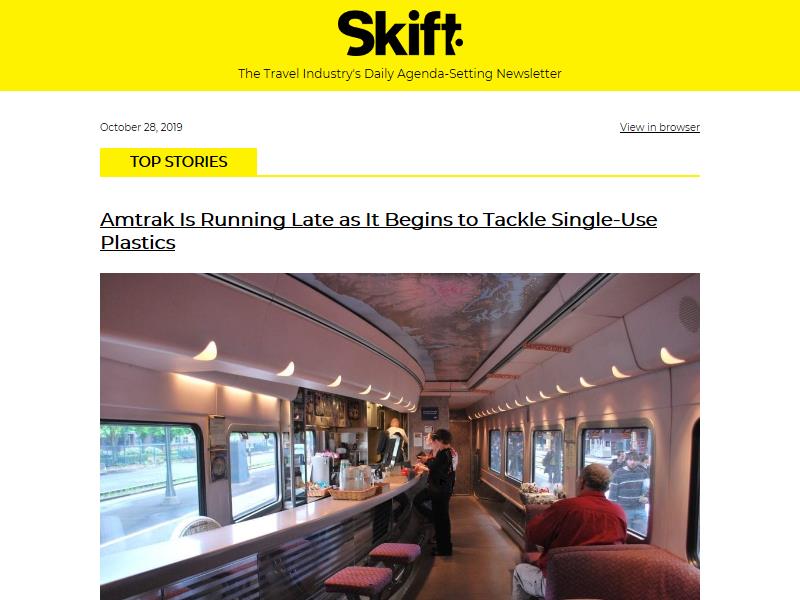 Skift
The Travel Industry's Daily Agenda-Setting Newsletter
October 28, 2019
View in browser
TOP STORIES
Amtrak Is Running Late as It Begins to Tackle Single-Use
Plastics